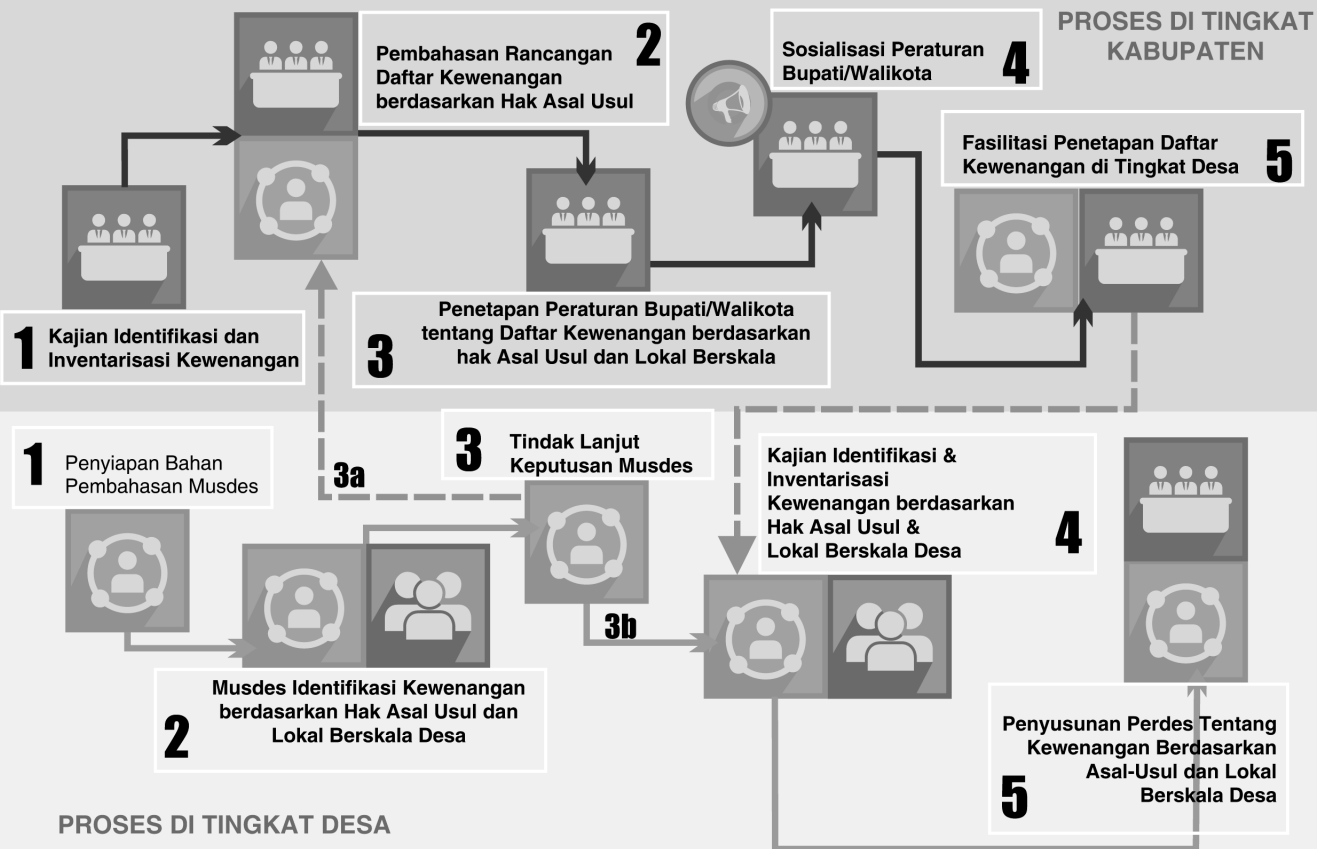 PROSES DI TINGKAT
KABUPATEN
1
Kajian Identifikasi dan
Inventarisasi Kewenangan
2
Pembahasan Rancangan
Daftar Kewenangan
berdasarkan Hak Asal Usul
3
Penetapan Peraturan Bupati/Walikota
tentang Daftar Kewenangan berdasarkan
hak Asal Usul dan Lokal Berskala
4
Sosialisasi Peraturan
Bupati/Walikota
5
Fasilitasi Penetapan Daftar
Kewenangan di Tingkat Desa
1
Penyiapan Bahan
Pembahasan Musdes
2
Musdes Identifikasi Kewenangan
berdasarkan Hak Asal Usul dan
Lokal Berskala Desa
3
Tindak Lanjut
Keputusan Musdes
3a
3b
4
Kajian Identifikasi &
Inventarisasi
Kewenangan berdasarkan
Hak Asal Usul &
Lokal Berskala Desa
5
Penyusunan Perdes Tentang
Kewenangan Berdasarkan
Asal-Usul dan Lokal
Berskala Desa
PROSES DI TINGKAT DESA